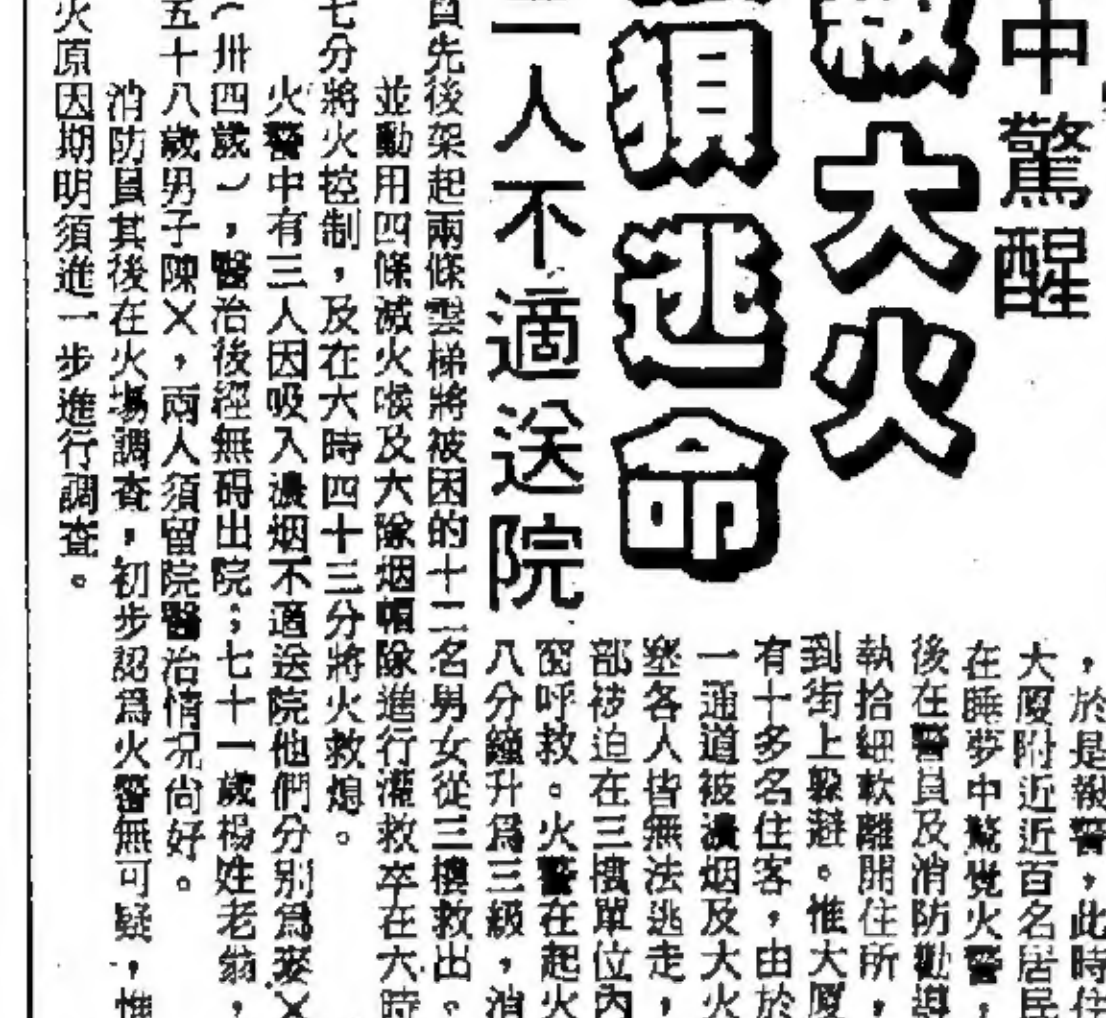 中驚醒
級大火
狽逃命
三人不適送院
，於是報警，此時住
大廈附近近百名居民
在睡夢中驚覺火警，
後在警員及消防勸導
執拾細軟離開住所，
到街上躲避。惟大廈
有十多名住客，由於
一通道被濃烟及大火
塞各人皆無法逃走，
部被迫在三樓單位內
窗呼救。火警在起火
八分鐘升爲三級，消
員先後架起兩條雲梯將被困的十二名男女從三樓救出。
並動用四條滅火喉及大隊烟帽隊進行灌救卒在六時
七分將火控制，及在六時四十三分將火救熄。
火警中有三人因吸入濃烟不適送院他們分別爲麥X
（卅四歲），醫治後經無碍出院；七十一歲楊姓老翁，
五十八歲男子陳X，兩人須留院醫治情况尙好。
消防員其後在火場調查，初步認爲火警無可疑，惟
火原因期明須進一步進行調查。